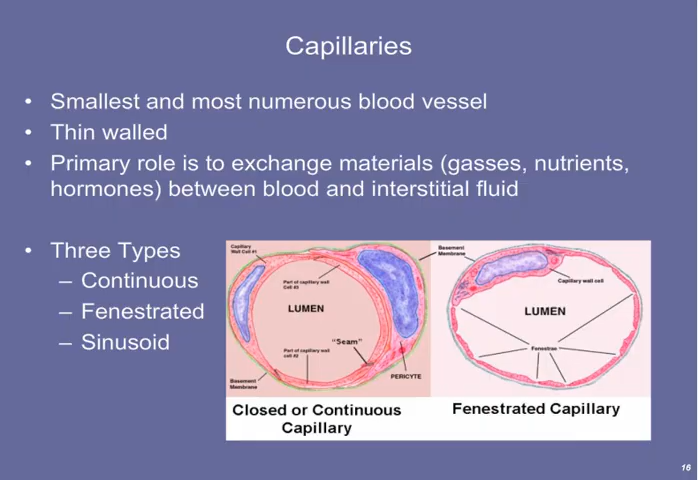 Capillaries
• Smallest and most numerous blood vessel
• Thin walled
• Primary role is to exchange materials (gasses, nutrients,
hormones) between blood and interstitial fluid
• Three Types
– Continuous
– Fenestrated
– Sinusoid
Capillary
Wall Cell #1
Part of capillary wall
Cell #3
LUMEN
"Seam"
Part of capillary wall
cell #2
PERICYTE
Basement
Membrane
Closed or Continuous
Capillary
Basement
Membrane
Capillary wall cell
LUMEN
Fenestrae
Fenestrated Capillary
16